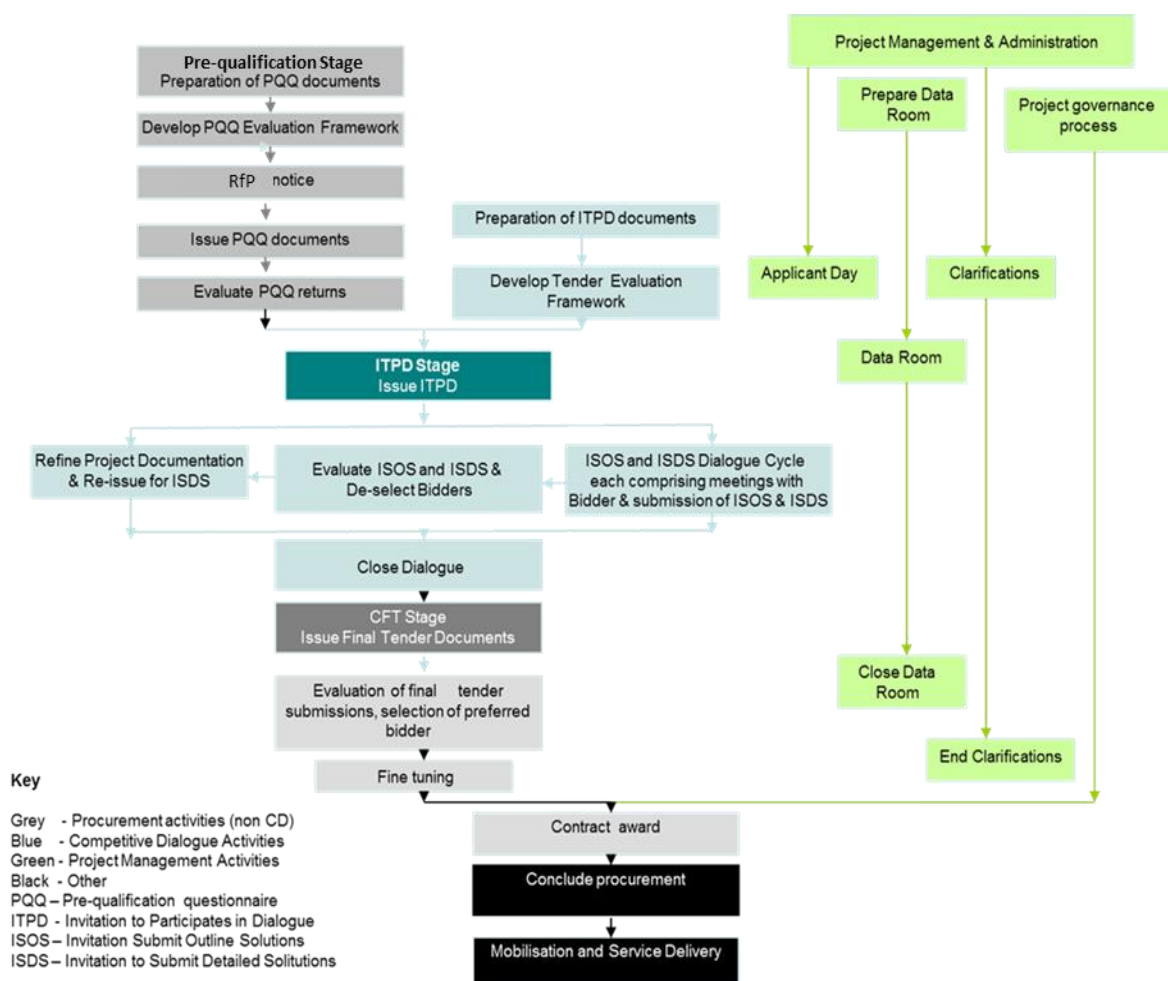 Pre-qualification Stage
Preparation of PQQ documents
Develop PQQ Evaluation Framework
RfP notice
Issue PQQ documents
Evaluate PQQ returns
Preparation of ITPD documents
Develop Tender Evaluation
Framework
ITPD Stage
Issue ITPD
Refine Project Documentation
& Re-issue for ISDS
Evaluate ISOS and ISDS &
De-select Bidders
ISOS and ISDS Dialogue Cycle
each comprising meetings with
Bidder & submission of ISOS & ISDS
Close Dialogue
CFT Stage
Issue Final Tender Documents
Evaluation of final tender
submissions, selection of preferred
bidder
Fine tuning
Contract award
Conclude procurement
Mobilisation and Service Delivery
Project Management & Administration
Prepare Data
Room
Project governance
process
Applicant Day
Clarifications
Data Room
Close Data
Room
End Clarifications
Key
Grey - Procurement activities (non CD)
Blue - Competitive Dialogue Activities
Green - Project Management Activities
Black - Other
PQQ – Pre-qualification questionnaire
ITPD - Invitation to Participates in Dialogue
ISOS – Invitation Submit Outline Solutions
ISDS – Invitation to Submit Detailed Solitutions